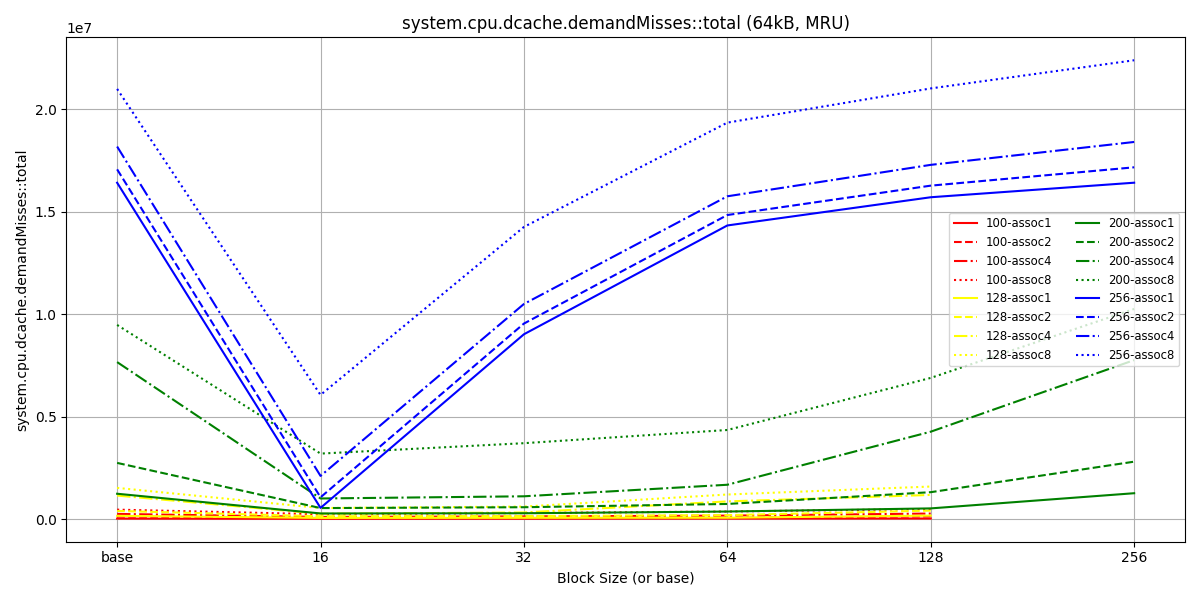 system.cpu.dcache.demandMisses::total (64kB, MRU)
1e7
2.0
1.5
1.0
0.5
0.0
system.cpu.dcache.demandMisses::total
base
16
32
64
128
256
Block Size (or base)
100-assoc1
100-assoc2
100-assoc4
100-assoc8
128-assoc1
128-assoc2
128-assoc4
128-assoc8
200-assoc1
200-assoc2
200-assoc4
200-assoc8
256-assoc1
256-assoc2
256-assoc4
256-assoc8